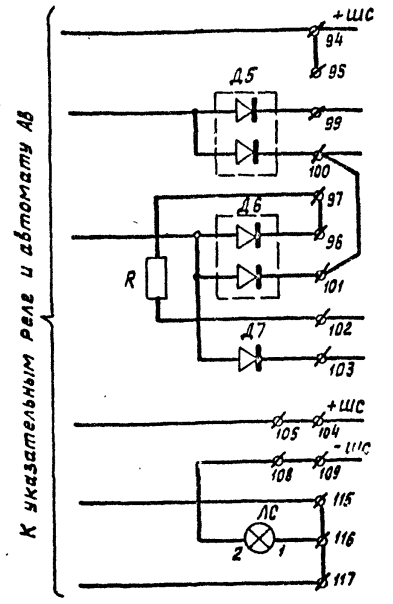 К указательным реле и автомату АВ
+ШС
94
95
Д5
99
100
97
Д6
96
R
101
102
Д7
103
+ШС
105 104
-ШС
108 109
115
ЛС
116
2 1
117